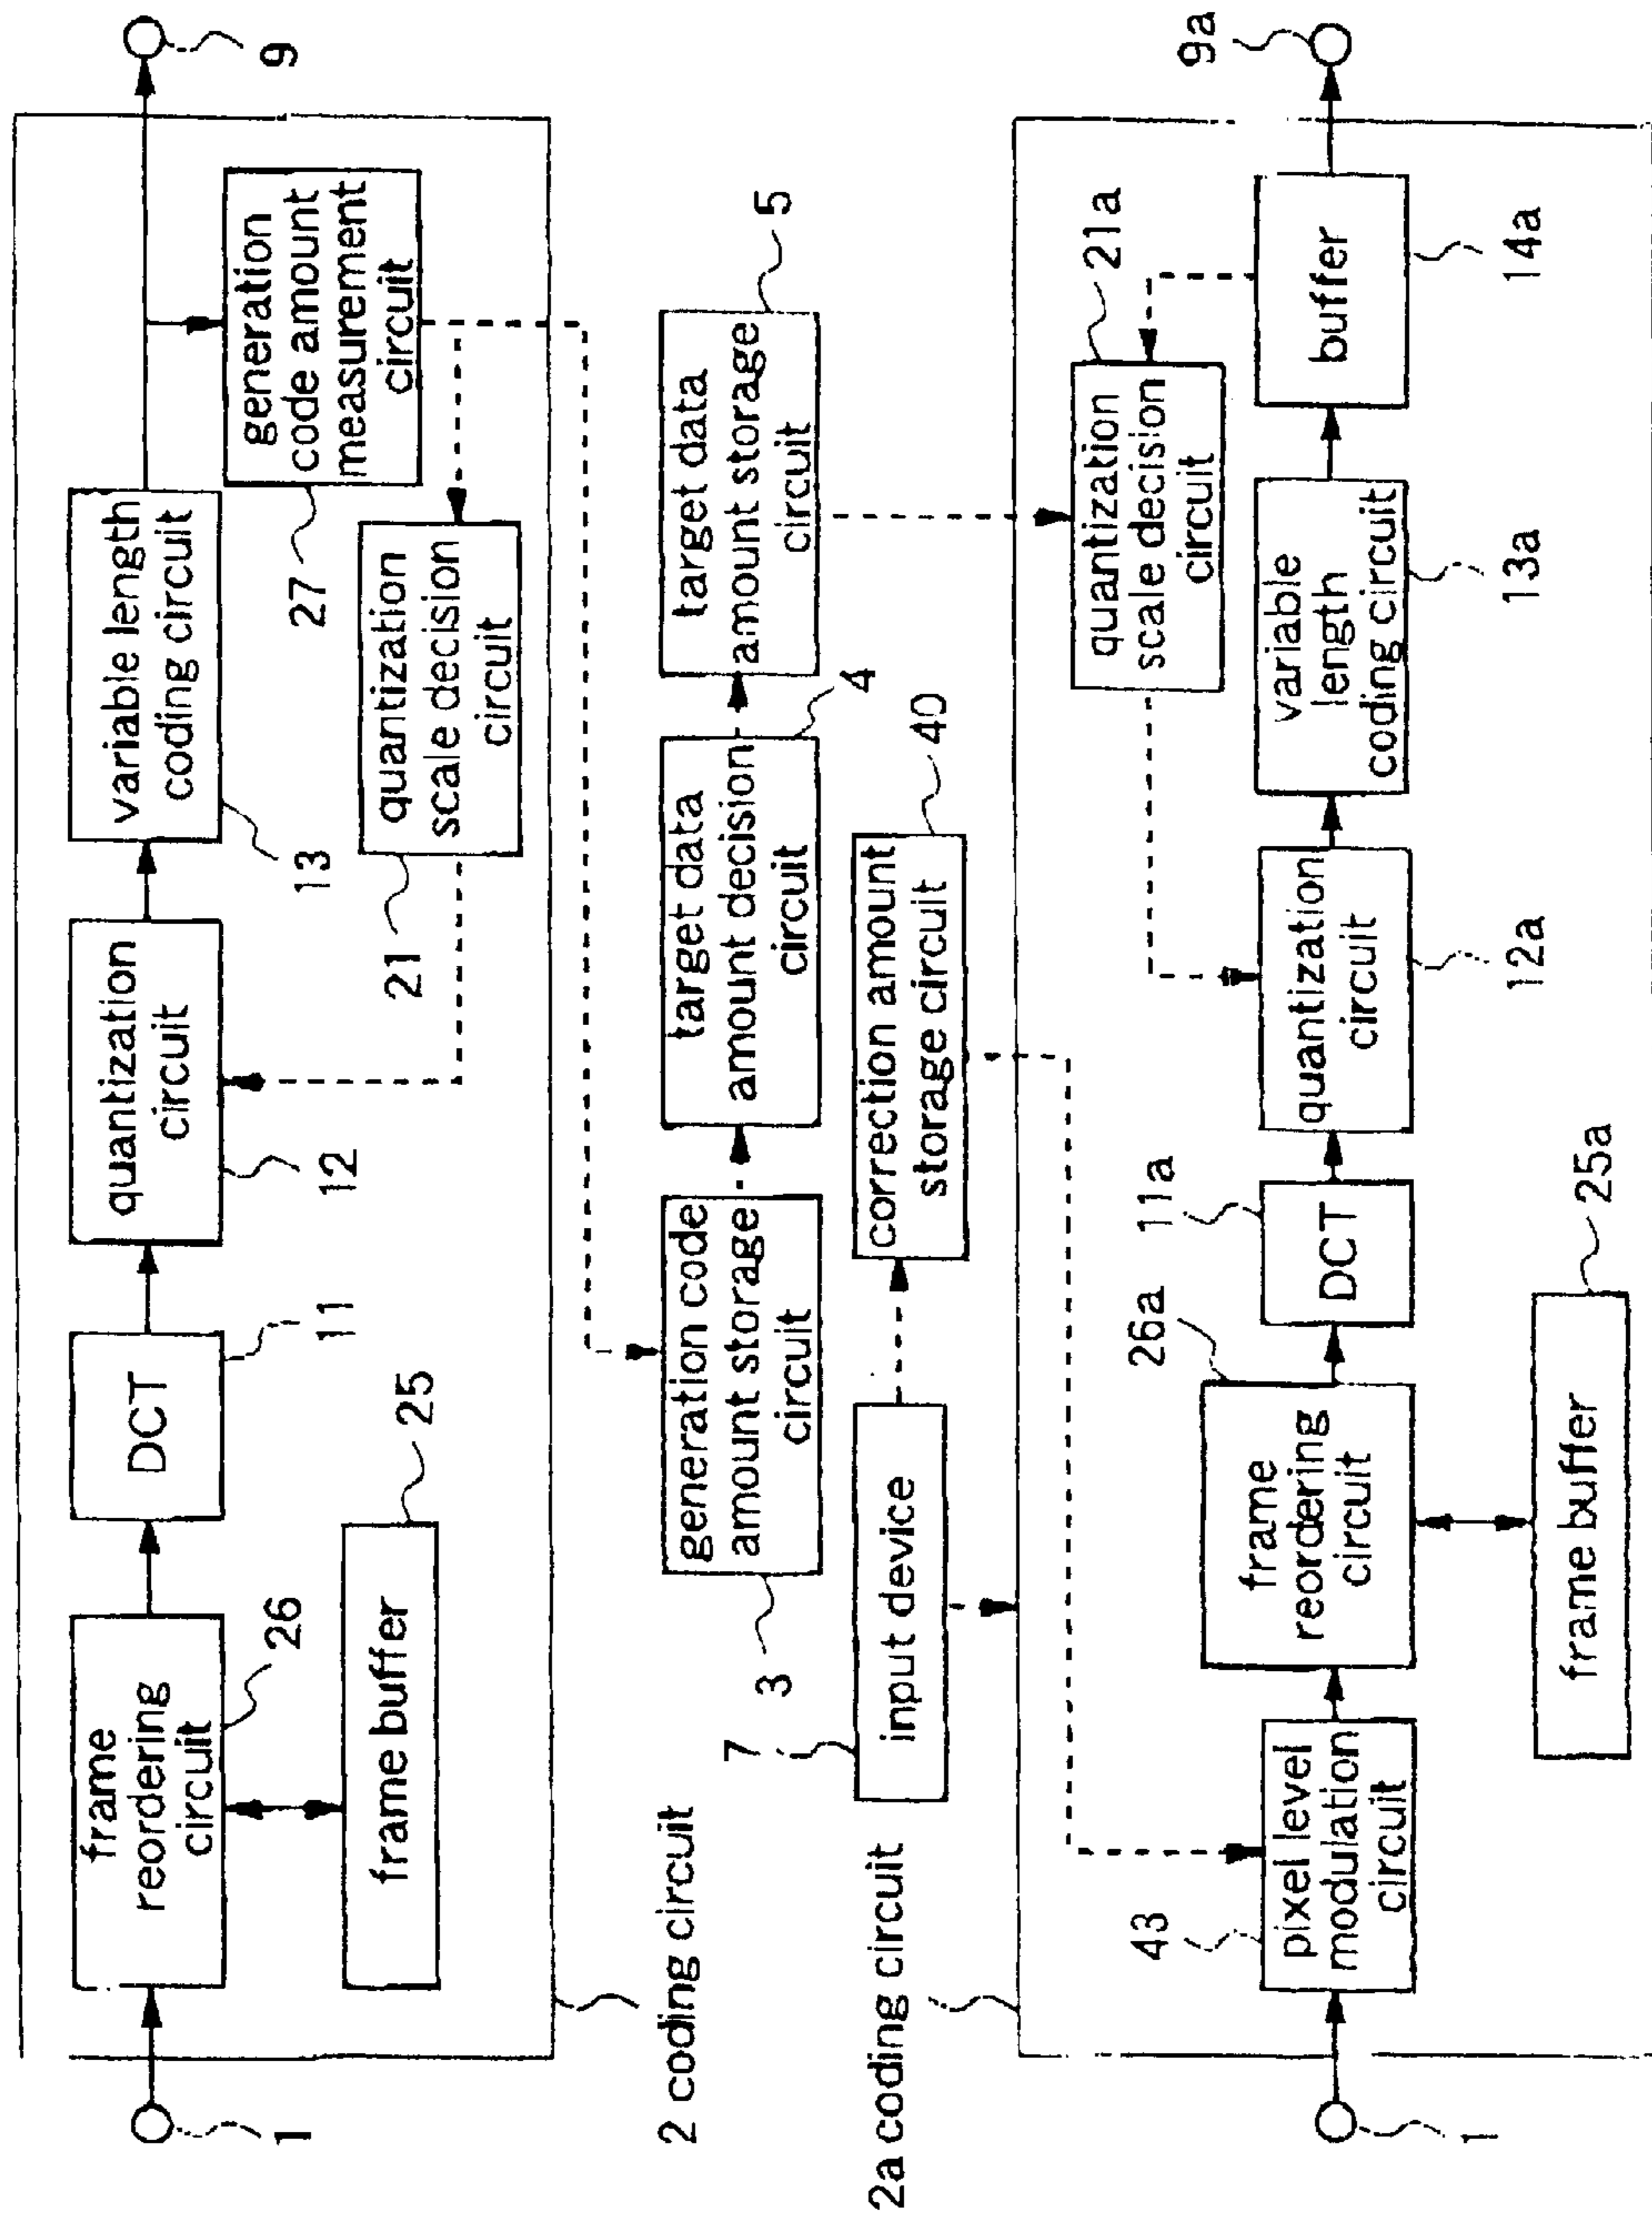 frame
reordering
circuit
26
frame buffer
25
DCT
11
quantization
circuit
12
variable length
coding circuit
13
quantization
scale decision
circuit
21
generation
code amount
measurement
circuit
27
9
1
2 coding circuit
generation code
amount storage
circuit
3
target data
amount decision
circuit
4
target data
amount storage
circuit
5
input device
7
correction amount
storage circuit
40
2a coding circuit
pixel level
modulation
circuit
43
frame
reordering
circuit
26a
frame buffer
25a
DCT
11a
quantization
circuit
12a
quantization
scale decision
circuit
21a
variable
length
coding circuit
13a
buffer
14a
9a
1